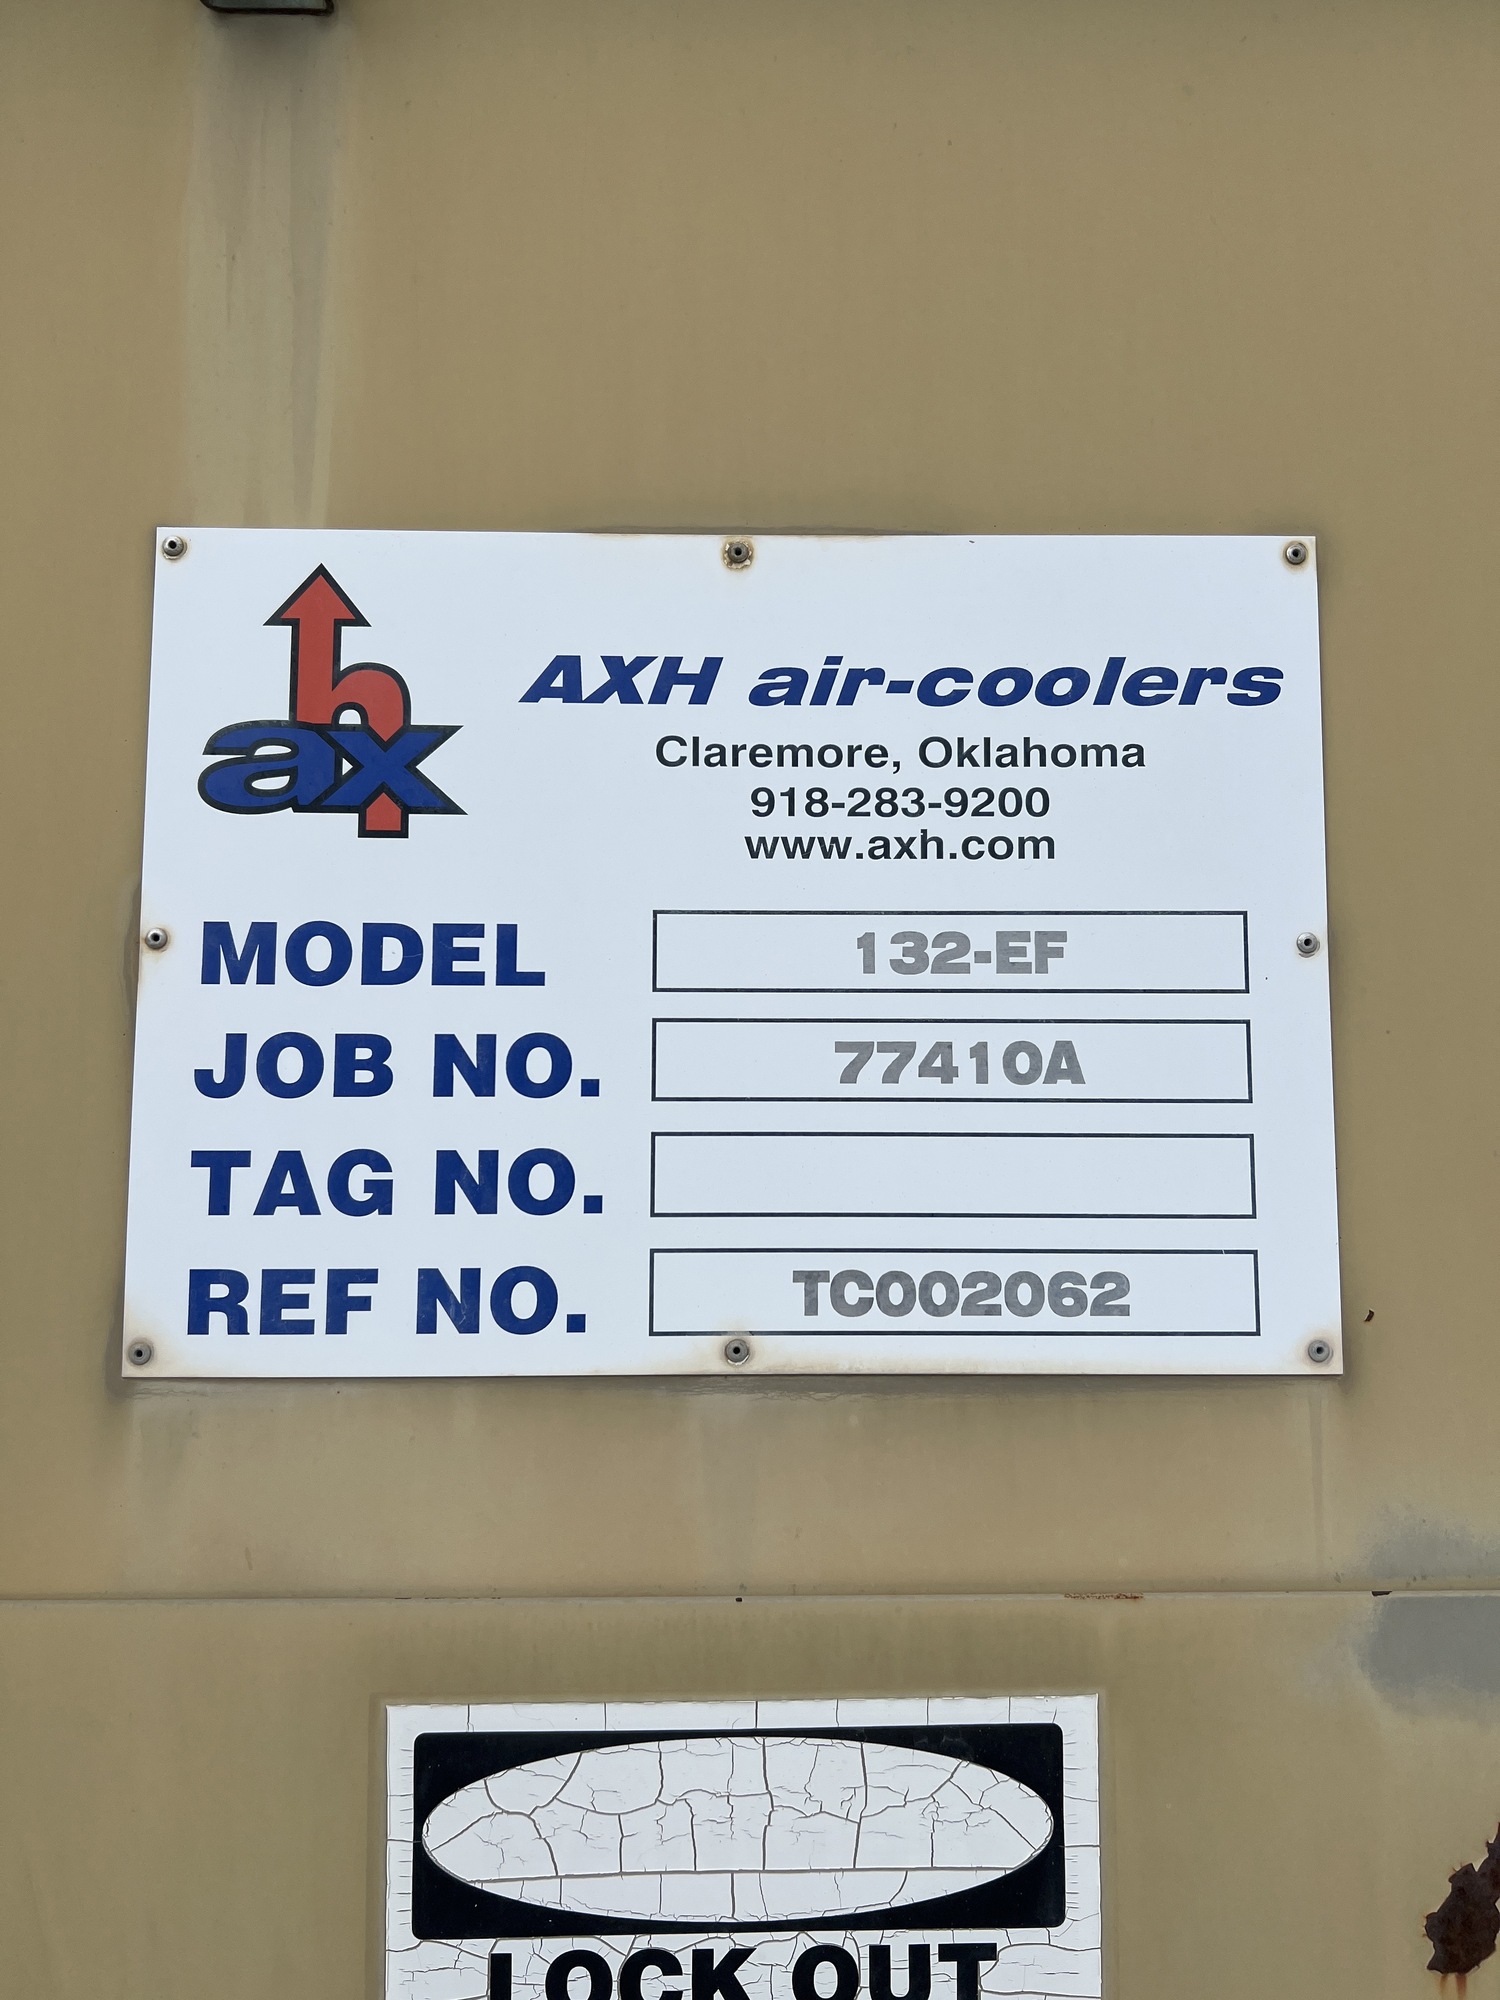 h
ax
AXH air-coolers
Claremore, Oklahoma
918-283-9200
www.axh.com
MODEL 132-EF
JOB NO. 77410A
TAG NO.
REF NO. TC002062
LOCK OUT